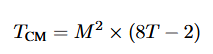 T_CM = M² × (8T − 2)